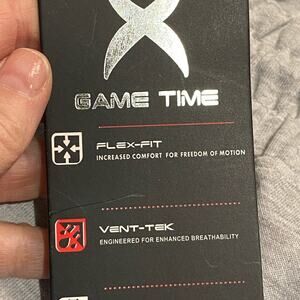 GAME TIME
FLEX-FIT
INCREASED COMFORT FOR FREEDOM OF MOTION
VENT-TEK
ENGINEERED FOR ENHANCED BREATHABILITY